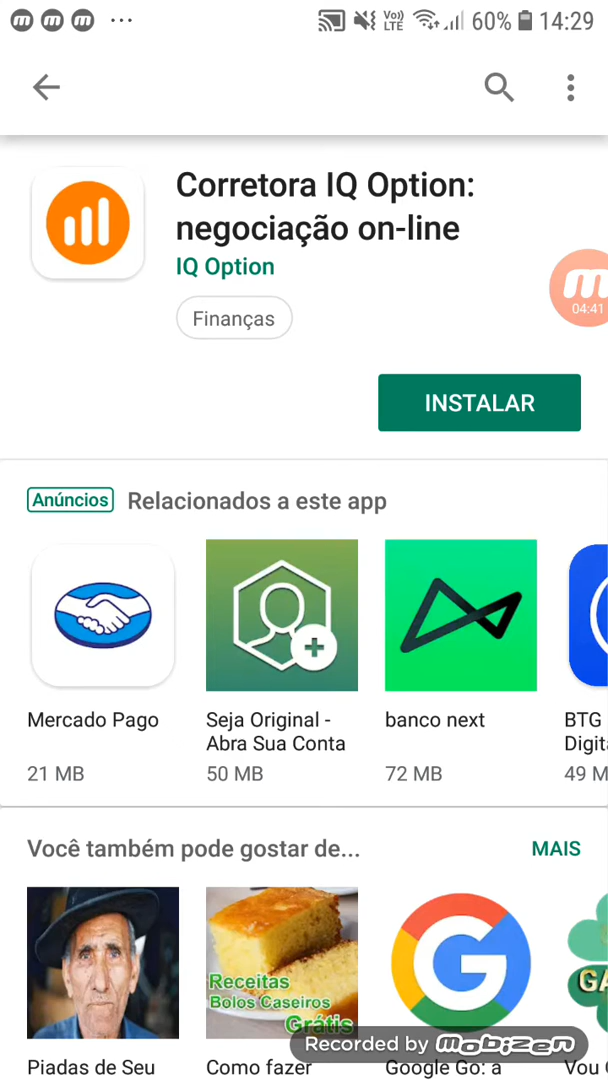 Vo)) LTE 60% 14:29
Corretora IQ Option:
negociação on-line
IQ Option
Finanças
04:41
INSTALAR
Anúncios Relacionados a este app
Mercado Pago
21 MB
Seja Original -
Abra Sua Conta
50 MB
banco next
72 MB
BTG
Digit
49 M
Você também pode gostar de... MAIS
Receitas
Bolos Caseiros
Grátis
GA
Recorded by mobizen
Piadas de Seu
Como fazer
Google Go: a
Vou